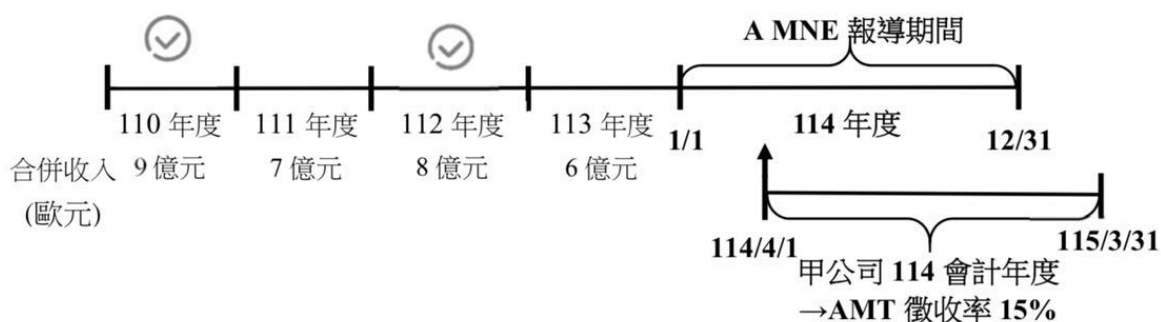 A MNE 報導期間
110 年度 111 年度 112 年度 113 年度 1/1 114 年度 12/31
合併收入 9 億元 7 億元 8 億元 6 億元
(歐元)
114/4/1 115/3/31
甲公司 114 會計年度
→AMT 徵收率 15%